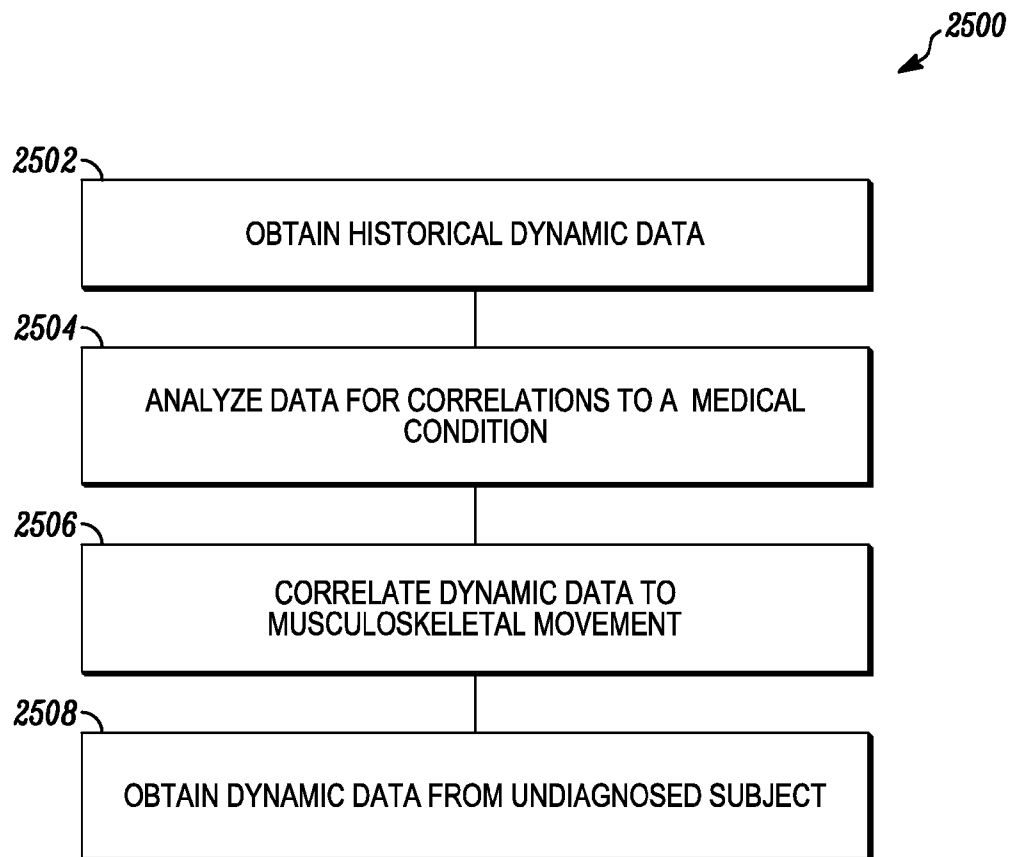 2500
2502
OBTAIN HISTORICAL DYNAMIC DATA
2504
ANALYZE DATA FOR CORRELATIONS TO A MEDICAL
CONDITION
2506
CORRELATE DYNAMIC DATA TO
MUSCULOSKELETAL MOVEMENT
2508
OBTAIN DYNAMIC DATA FROM UNDIAGNOSED SUBJECT